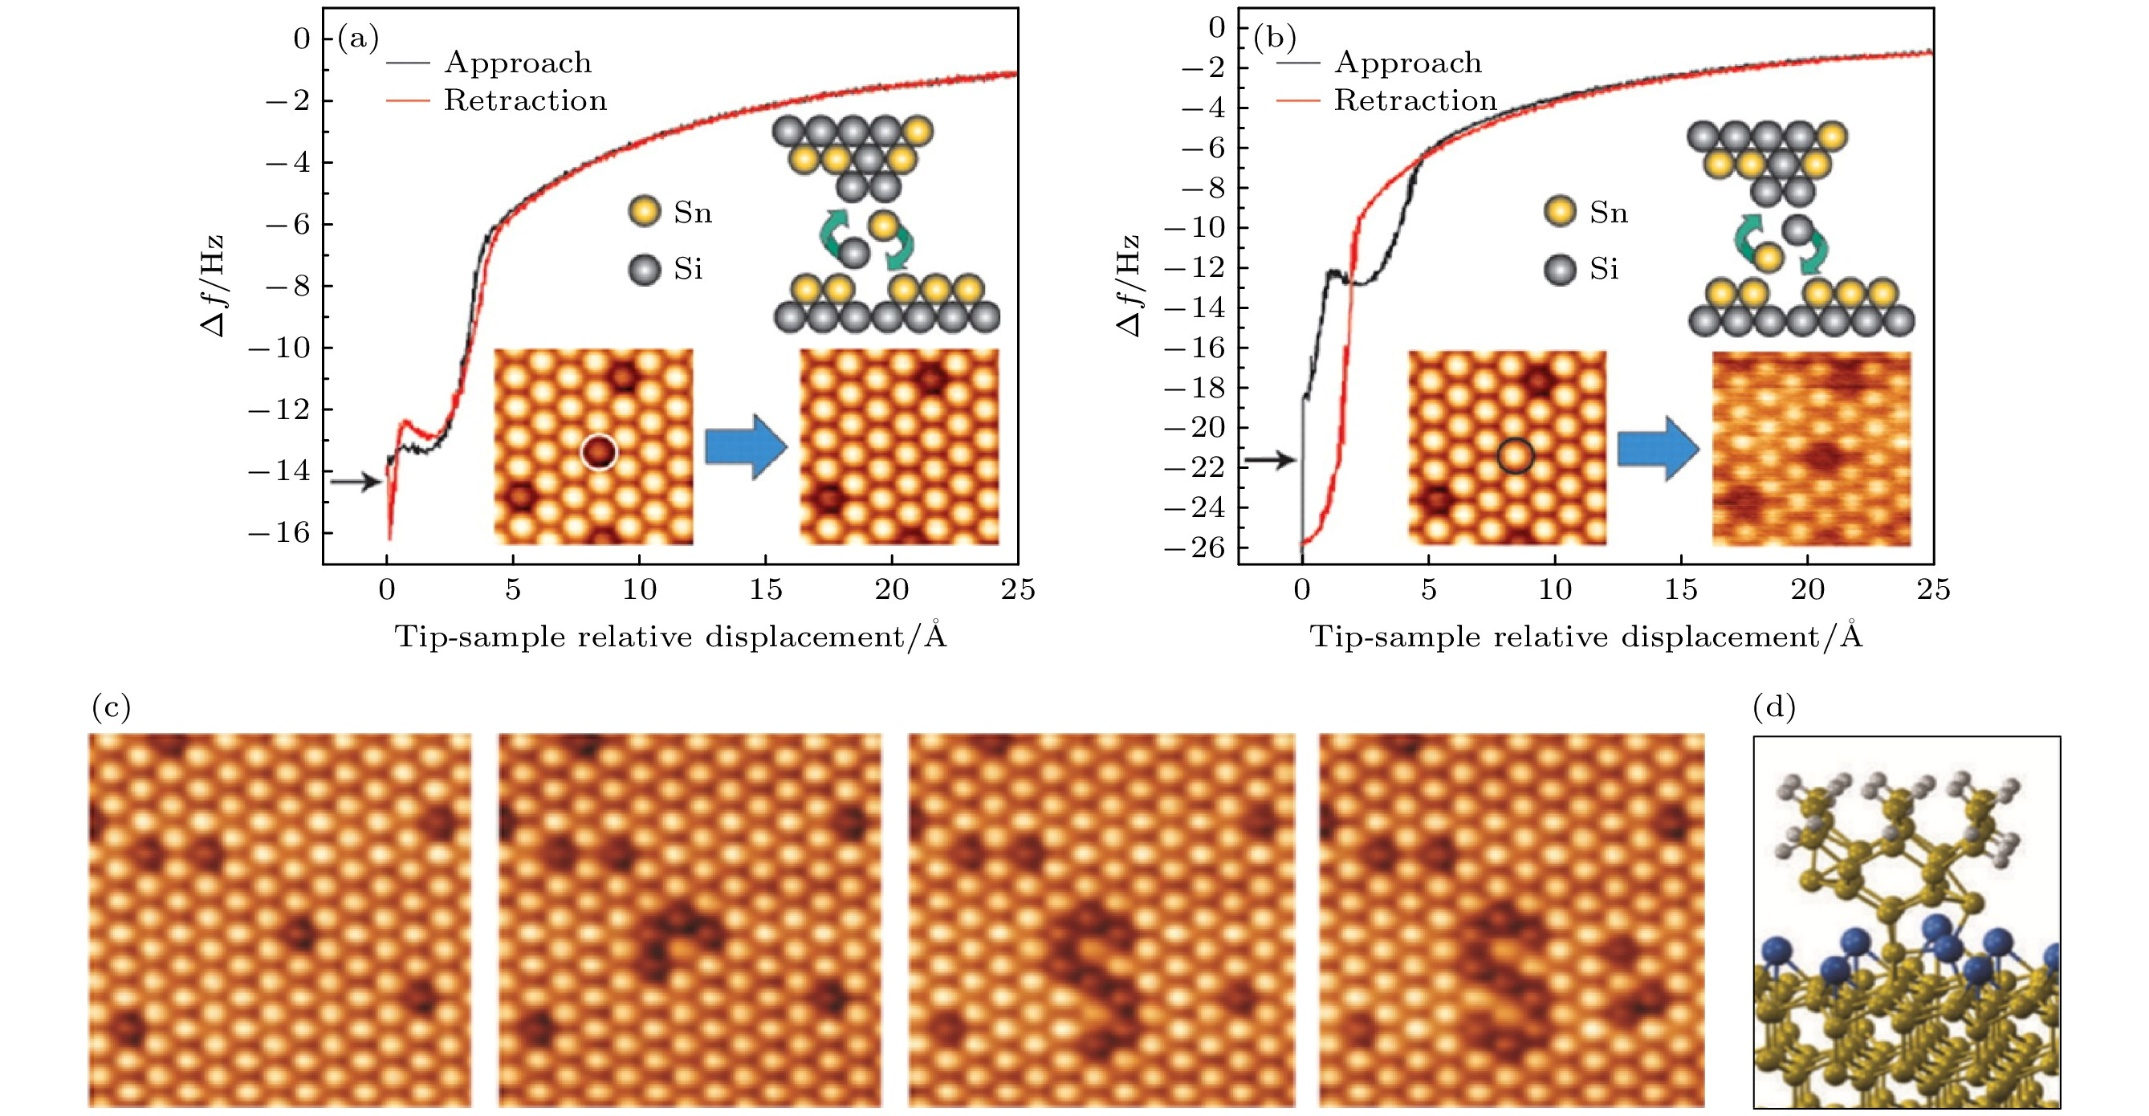 (a)
Approach
Retraction
Sn
Si
0
−2
−4
−6
−8
−10
−12
−14
−16
Δf/Hz
0 5 10 15 20 25
Tip-sample relative displacement/Å
(b)
Approach
Retraction
Sn
Si
0
−2
−4
−6
−8
−10
−12
−14
−16
−18
−20
−22
−24
−26
Δf/Hz
0 5 10 15 20 25
Tip-sample relative displacement/Å
(c)
(d)